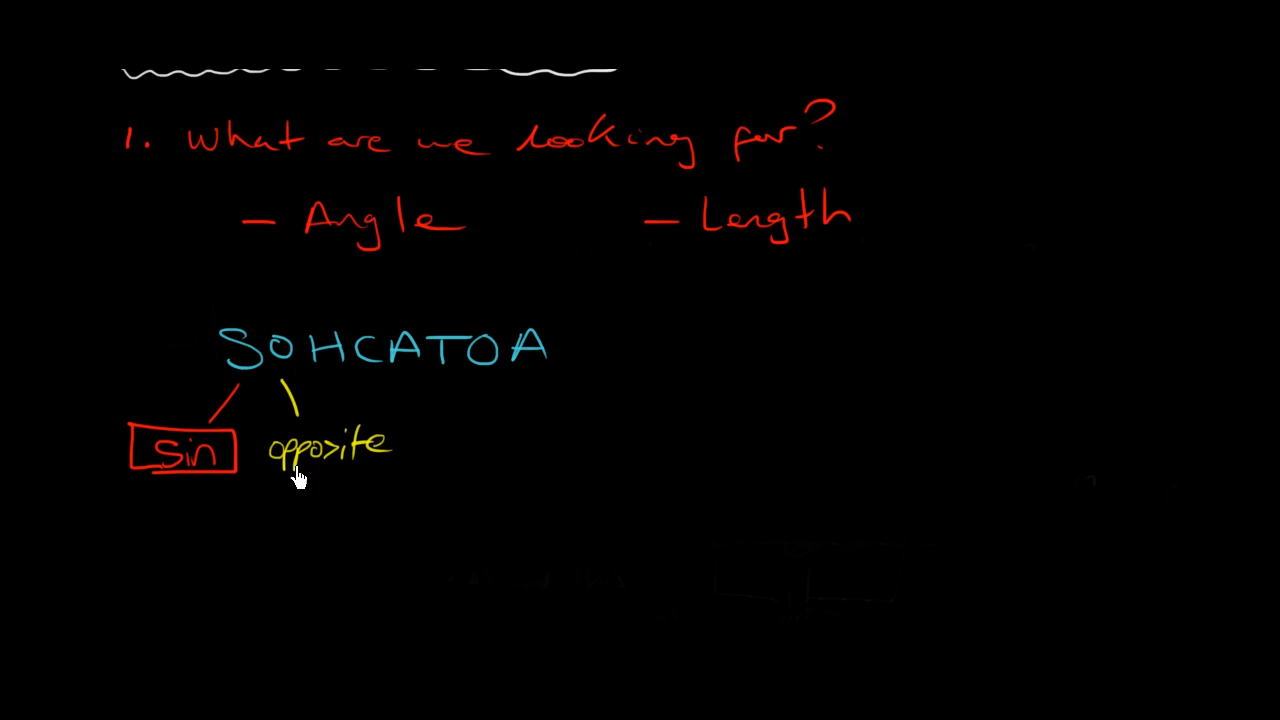 1. What are we looking for?
- Angle - Length
SOHCATOA
sin opposite